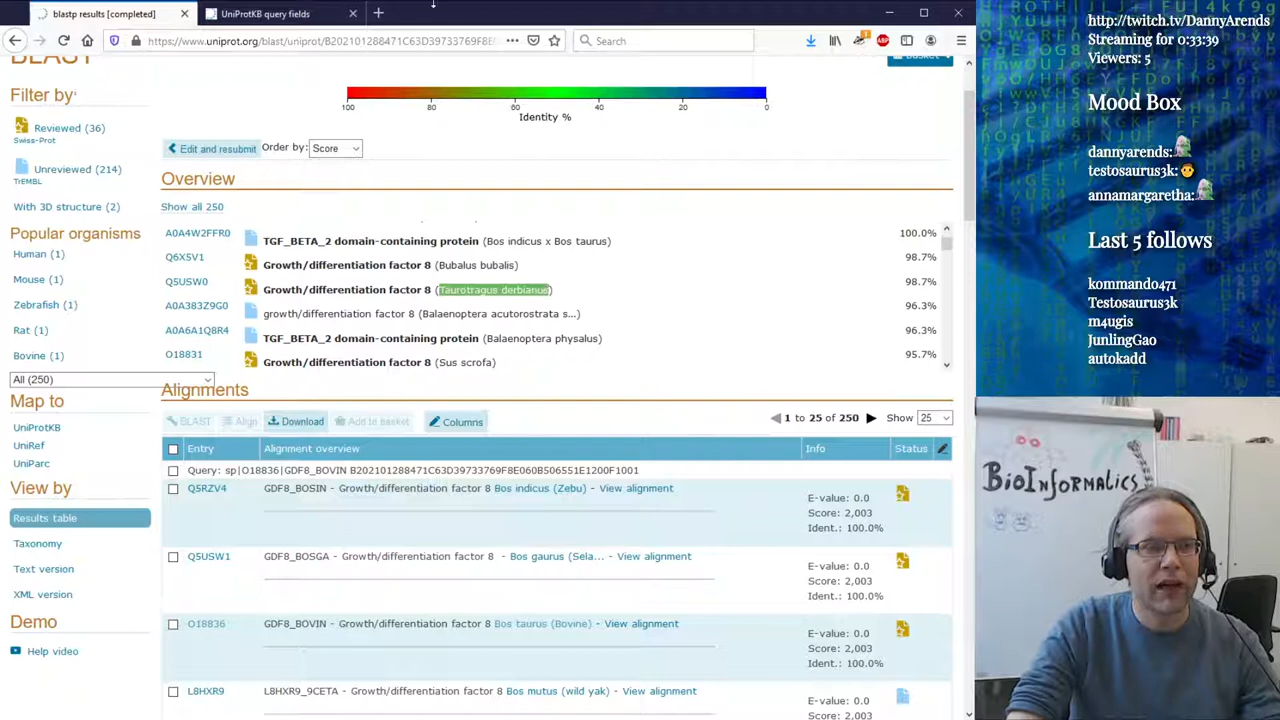 blastp results [completed]
UniProtKB query fields
https://www.uniprot.org/blast/uniprot/B202101288471C63D39733769F8E
Search
BLAST
Basket
Filter by
Reviewed (36)
Swiss-Prot
Unreviewed (214)
TrEMBL
With 3D structure (2)
Popular organisms
Human (1)
Mouse (1)
Zebrafish (1)
Rat (1)
Bovine (1)
All (250)
Map to
UniProtKB
UniRef
UniParc
View by
Results table
Taxonomy
Text version
XML version
Demo
Help video
100 80 60 40 20 0
Identity %
Edit and resubmit Order by: Score
Overview
Show all 250
A0A4W2FFR0 TGF_BETA_2 domain-containing protein (Bos indicus x Bos taurus) 100.0%
Q6X5V1 Growth/differentiation factor 8 (Bubalus bubalis) 98.7%
Q5USW0 Growth/differentiation factor 8 (Taurotragus derbianus) 98.7%
A0A383Z9G0 growth/differentiation factor 8 (Balaenoptera acutorostrata s...) 96.3%
A0A6A1Q8R4 TGF_BETA_2 domain-containing protein (Balaenoptera physalus) 96.3%
O18831 Growth/differentiation factor 8 (Sus scrofa) 95.7%
Alignments
BLAST Align Download Add to basket Columns 1 to 25 of 250 Show 25
Entry Alignment overview Info Status
Query: sp|O18836|GDF8_BOVIN B202101288471C63D39733769F8E060B506551E1200F1001
Q5RZV4 GDF8_BOSIN - Growth/differentiation factor 8 Bos indicus (Zebu) - View alignment
E-value: 0.0
Score: 2,003
Ident.: 100.0%
Q5USW1 GDF8_BOSGA - Growth/differentiation factor 8 - Bos gaurus (Sela... - View alignment
E-value: 0.0
Score: 2,003
Ident.: 100.0%
O18836 GDF8_BOVIN - Growth/differentiation factor 8 Bos taurus (Bovine) - View alignment
E-value: 0.0
Score: 2,003
Ident.: 100.0%
L8HXR9 L8HXR9_9CETA - Growth/differentiation factor 8 Bos mutus (wild yak) - View alignment
E-value: 0.0
Score: 2,003
http://twitch.tv/DannyArends
Streaming for 0:33:39
Viewers: 5
Mood Box
dannyarends:
testosaurus3k:
annamargaretha:
Last 5 follows
kommando471
Testosaurus3k
m4ugis
JunlingGao
autokadd
BioInformatics